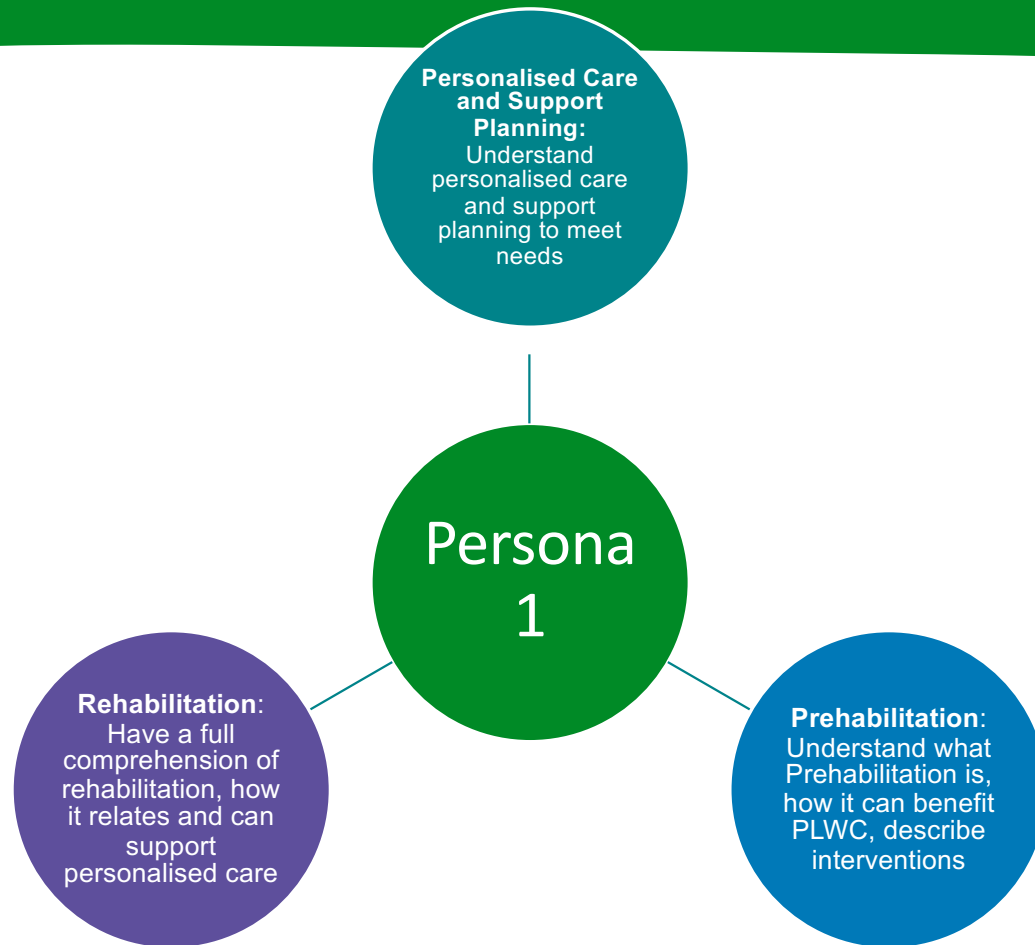 Personalised Care
and Support
Planning:
Understand
personalised care
and support
planning to meet
needs
Persona
1
Rehabilitation:
Have a full
comprehension of
rehabilitation, how
it relates and can
support
personalised care
Prehabilitation:
Understand what
Prehabilitation is,
how it can benefit
PLWC, describe
interventions